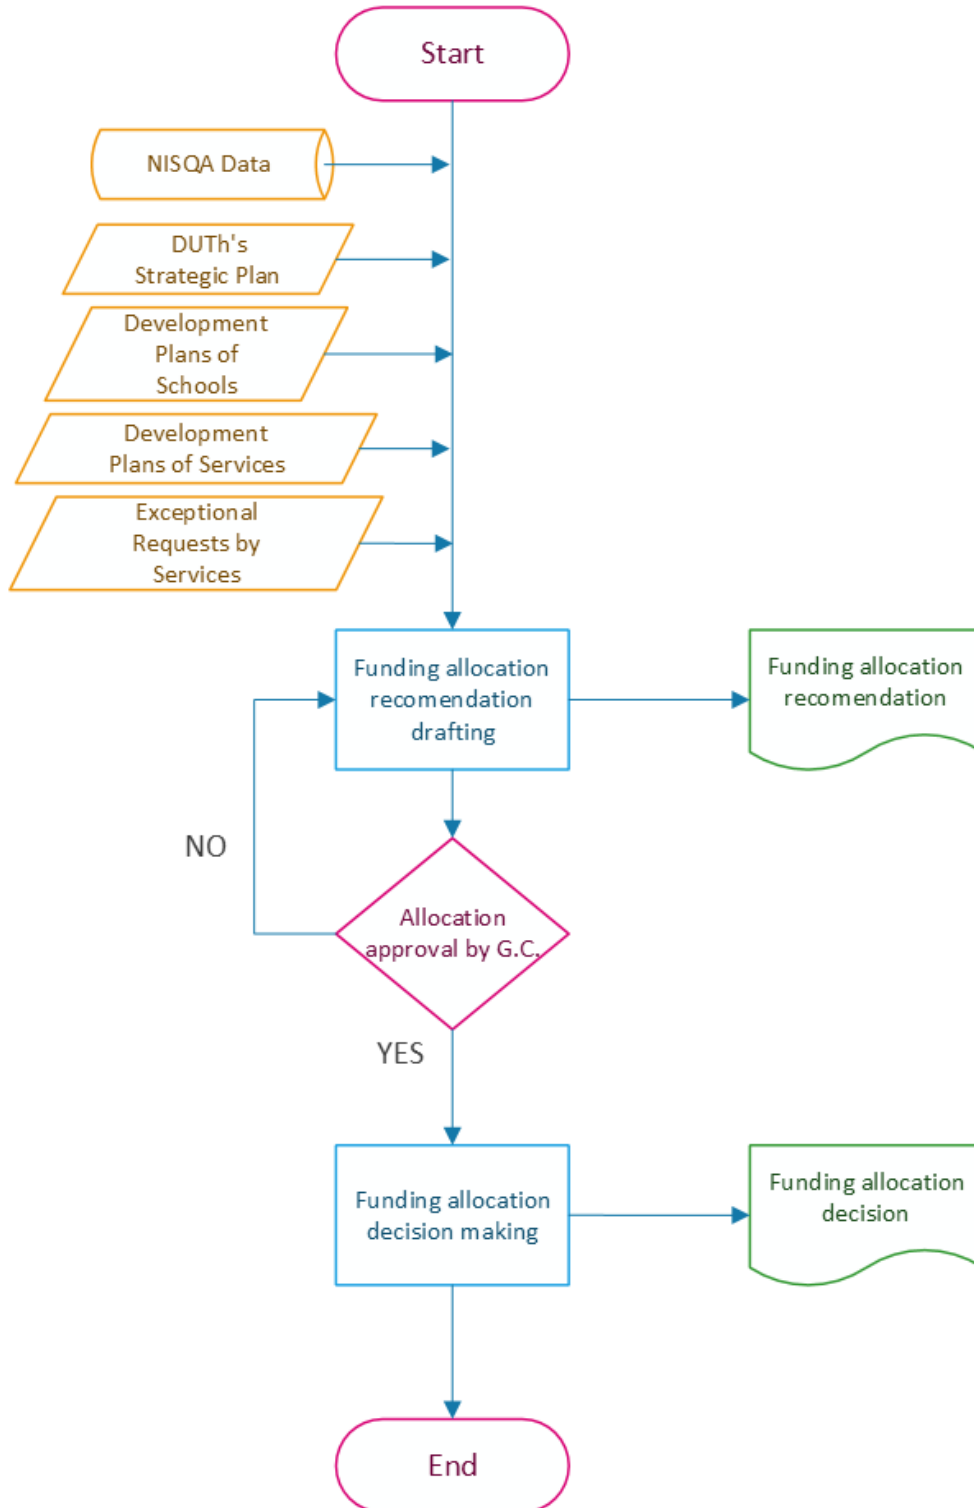 Start
NISQA Data
DUTh's
Strategic Plan
Development
Plans of
Schools
Development
Plans of Services
Exceptional
Requests by
Services
Funding allocation
recomendation
drafting
Funding allocation
recomendation
NO
Allocation
approval by G.C.
YES
Funding allocation
decision making
Funding allocation
decision
End